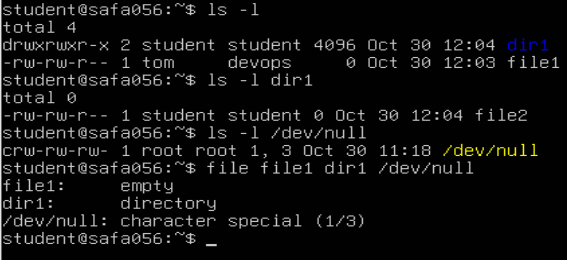 student@safa056:~$ ls -l
total 4
drwxrwxr-x 2 student student 4096 Oct 30 12:04 dir1
-rw-rw-r-- 1 tom     devops     0 Oct 30 12:03 file1
student@safa056:~$ ls -l dir1
total 0
-rw-rw-r-- 1 student student 0 Oct 30 12:04 file2
student@safa056:~$ ls -l /dev/null
crw-rw-rw- 1 root root 1, 3 Oct 30 11:18 /dev/null
student@safa056:~$ file file1 dir1 /dev/null
file1:     empty
dir1:      directory
/dev/null: character special (1/3)
student@safa056:~$ _